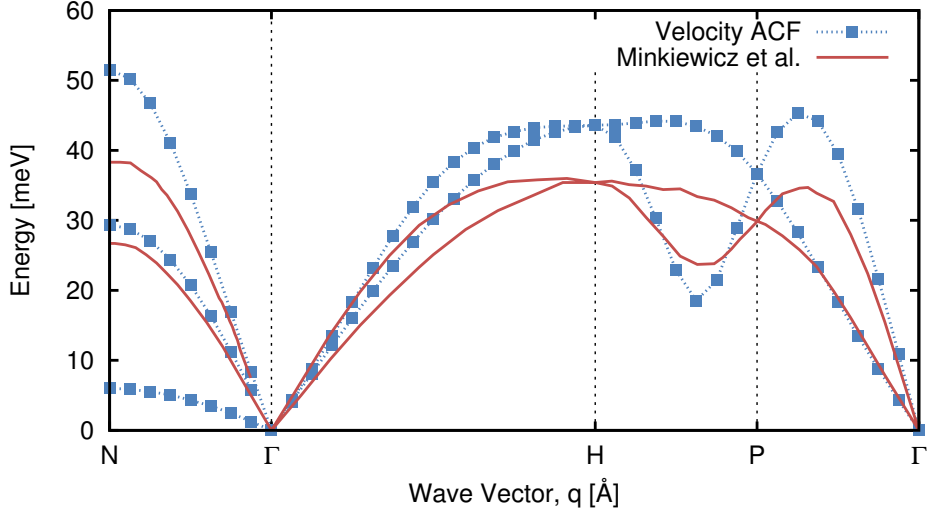 60
50
40
30
20
10
0
Energy [meV]
Velocity ACF
Minkiewicz et al.
N Γ H P Γ
Wave Vector, q [Å]